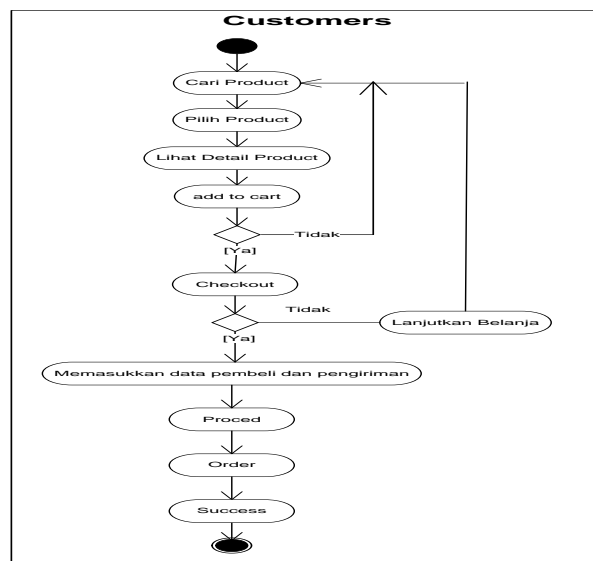 Customers
Cari Product
Pilih Product
Lihat Detail Product
add to cart
Tidak
[Ya]
Checkout
Tidak
Lanjutkan Belanja
[Ya]
Memasukkan data pembeli dan pengiriman
Proced
Order
Success